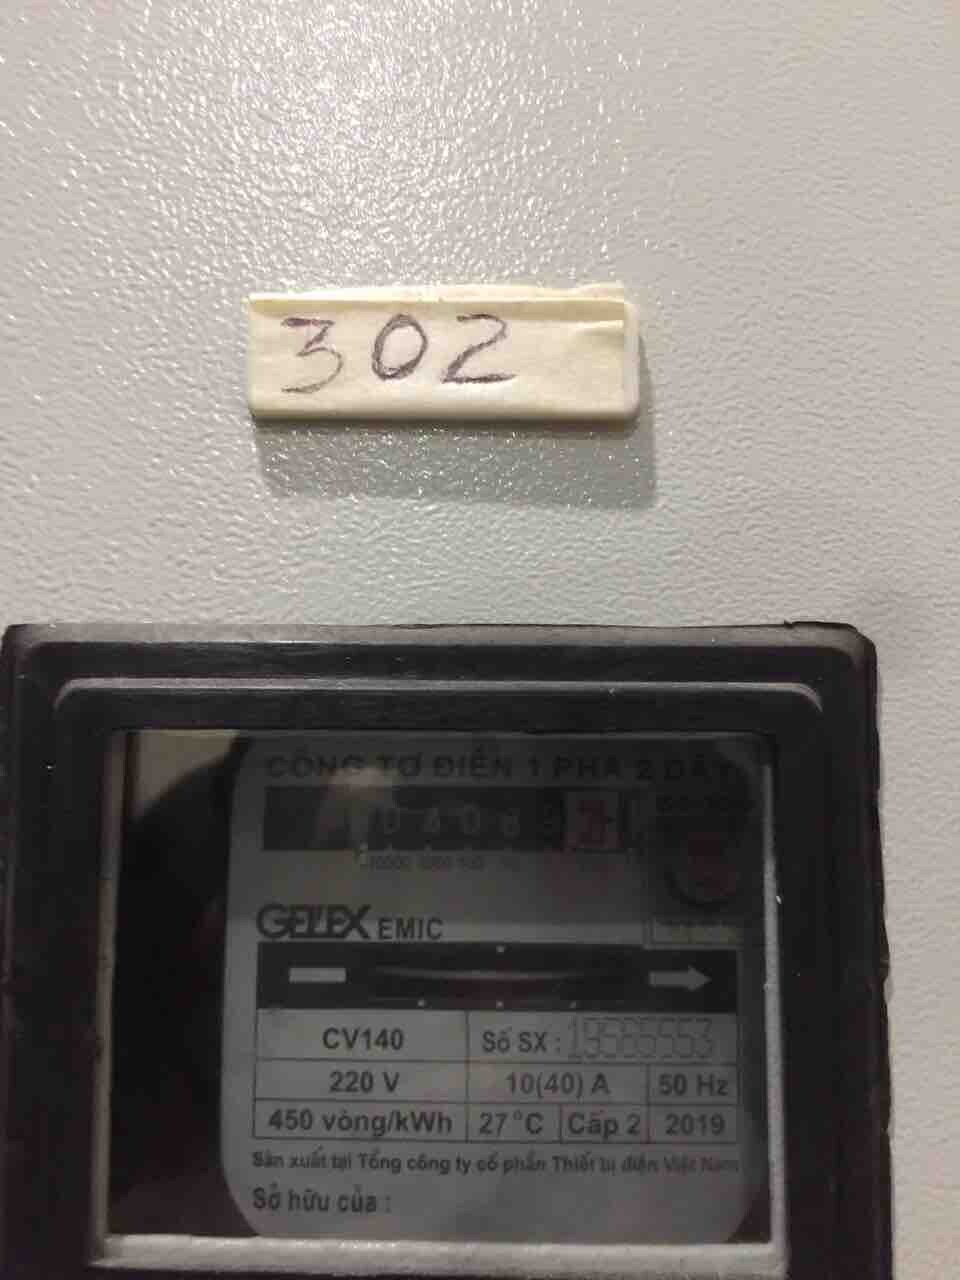 302
CÔNG TƠ ĐIỆN 1 PHA 2 DÂY
GELEX EMIC
CV140 Số SX :
220 V 10(40) A 50 Hz
450 vòng/kWh 27°C Cấp 2 2019
Sản xuất tại Tổng công ty cổ phần Thiết bị điện Việt Nam
Sở hữu của :